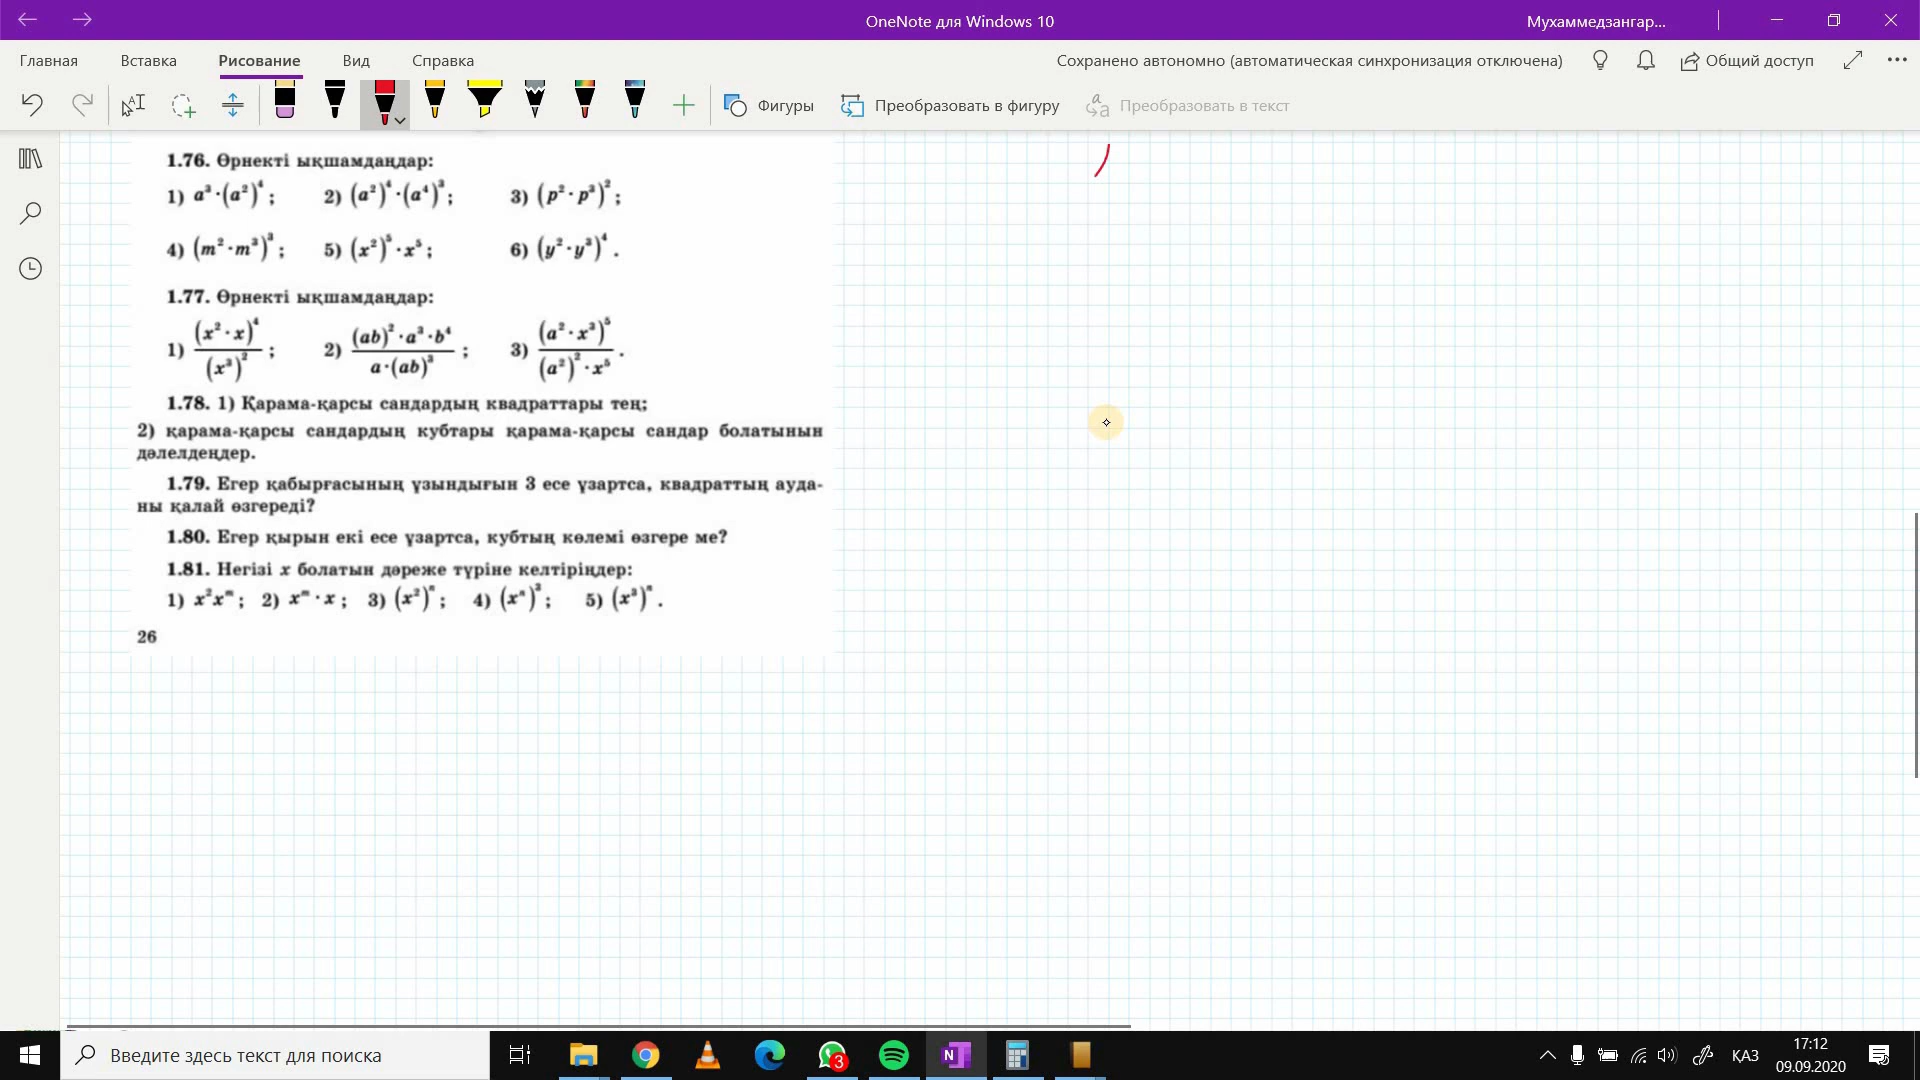 OneNote для Windows 10
Мухаммедзангар...
Главная Вставка Рисование Вид Справка
Сохранено автономно (автоматическая синхронизация отключена) Общий доступ
Фигуры Преобразовать в фигуру Преобразовать в текст
1.76. Өрнекті ықшамдаңдар:
1) a³·(a²)⁴; 2) (a²)⁴·(a⁴)³; 3) (p²·p³)²;
4) (m²·m³)³; 5) (x²)⁵·x⁵; 6) (y²·y³)⁴.
1.77. Өрнекті ықшамдаңдар:
1) (x²·x)⁴/(x³)²; 2) (ab)²·a³·b⁴/a·(ab)³; 3) (a²·x³)⁵/(a²)²·x⁵.
1.78. 1) Қарама-қарсы сандардың квадраттары тең;
2) қарама-қарсы сандардың кубтары қарама-қарсы сандар болатынын
дәлелдеңдер.
1.79. Егер қабырғасының ұзындығын 3 есе ұзартса, квадраттың ауда-
ны қалай өзгереді?
1.80. Егер қырын екі есе ұзартса, кубтың көлемі өзгере ме?
1.81. Негізі x болатын дәреже түріне келтіріңдер:
1) x²xᵐ; 2) xᵐ·x; 3) (x²)ⁿ; 4) (xⁿ)³; 5) (x³)ⁿ.
26
Введите здесь текст для поиска
3
ҚАЗ
17:12
09.09.2020